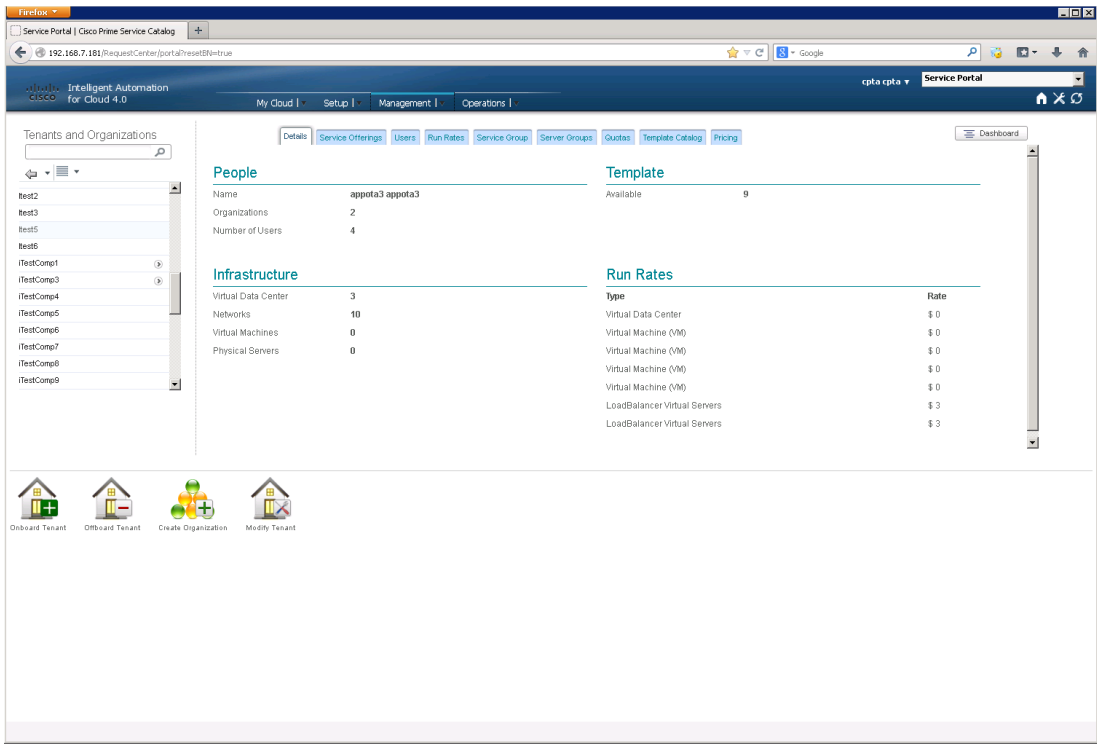 Firefox
Service Portal | Cisco Prime Service Catalog
192.168.7.181/RequestCenter/portal?resetBN=true
Google
CISCO
Intelligent Automation
for Cloud 4.0
cpta cpta
Service Portal
My Cloud | Setup | Management | Operations |
Tenants and Organizations
Details Service Offerings Users Run Rates Service Group Server Groups Quotas Template Catalog Pricing
Dashboard
ltest2
ltest3
ltest5
ltest6
iTestComp1
iTestComp3
iTestComp4
iTestComp5
iTestComp6
iTestComp7
iTestComp8
iTestComp9
People
Name appota3 appota3
Organizations 2
Number of Users 4
Template
Available 9
Infrastructure
Virtual Data Center 3
Networks 10
Virtual Machines 0
Physical Servers 0
Run Rates
Type Rate
Virtual Data Center $ 0
Virtual Machine (VM) $ 0
Virtual Machine (VM) $ 0
Virtual Machine (VM) $ 0
Virtual Machine (VM) $ 0
LoadBalancer Virtual Servers $ 3
LoadBalancer Virtual Servers $ 3
Onboard Tenant
Offboard Tenant
Create Organization
Modify Tenant